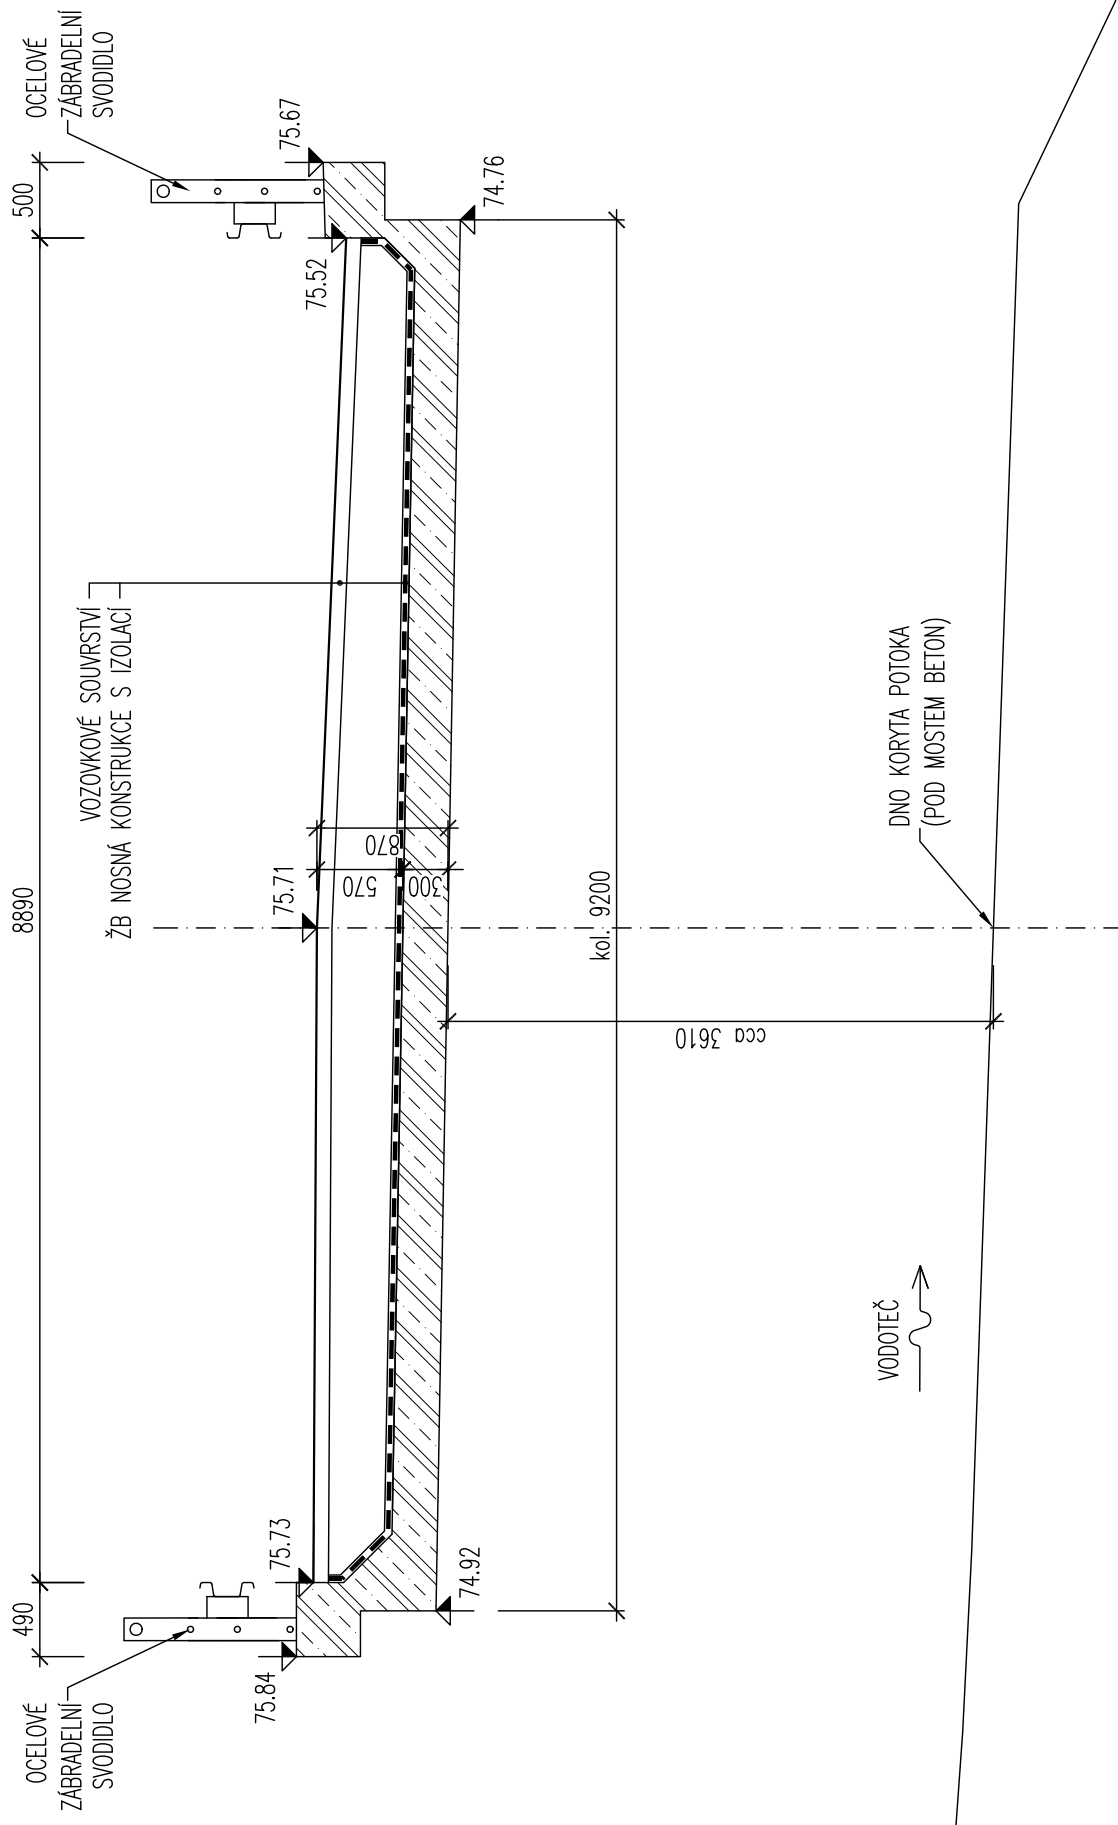 OCELOVÉ
ZÁBRADELNÍ
SVODIDLO
490
8890
500
OCELOVÉ
ZÁBRADELNÍ
SVODIDLO
VOZOVKOVÉ SOUVRSTVÍ
ŽB NOSNÁ KONSTRUKCE S IZOLACÍ
75.84
75.73
75.71
75.52
75.67
570
300
870
74.92
74.76
kol. 9200
cca 3610
VODOTEČ
DNO KORYTA POTOKA
(POD MOSTEM BETON)